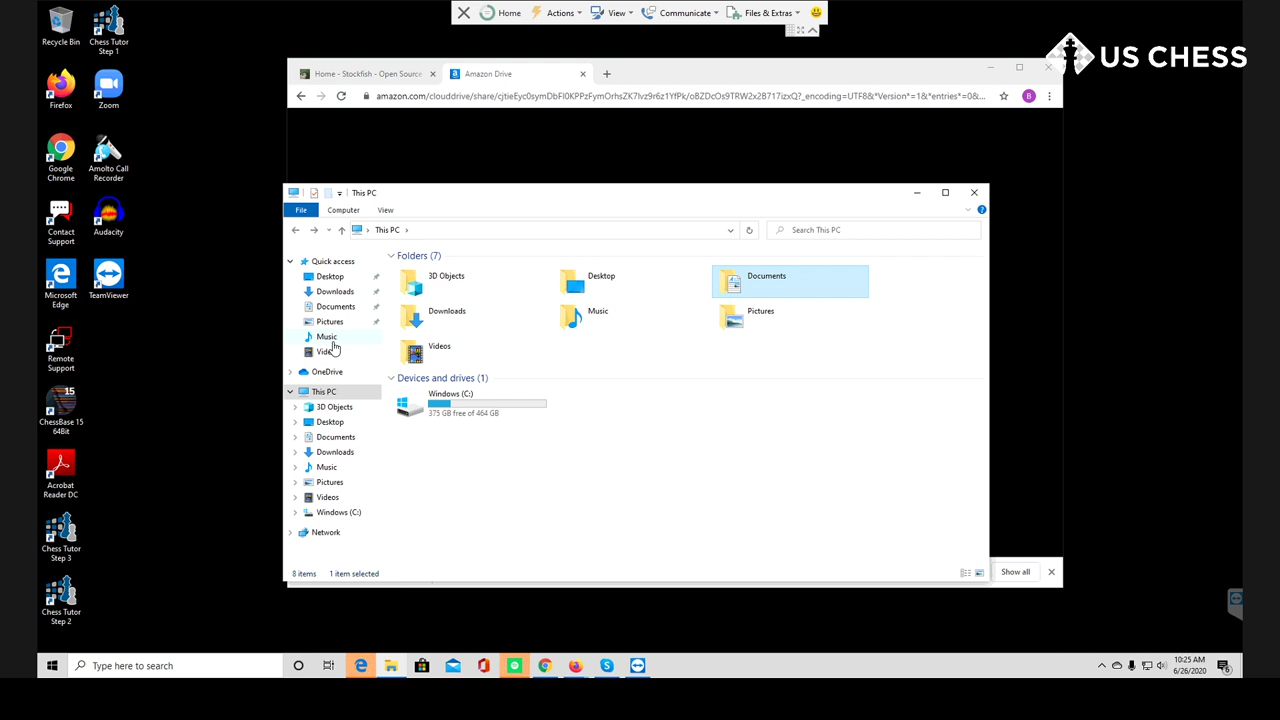 Home
Actions
View
Communicate
Files & Extras
US CHESS
Recycle Bin
Chess Tutor
Step 1
Firefox
Zoom
Google
Chrome
Amolto Call
Recorder
Contact
Support
Audacity
Microsoft
Edge
TeamViewer
Remote
Support
15
ChessBase 15
64Bit
Acrobat
Reader DC
Chess Tutor
Step 3
Chess Tutor
Step 2
Home - Stockfish - Open Source
Amazon Drive
B
This PC
File
Computer
View
This PC
Search This PC
Quick access
Desktop
Downloads
Documents
Pictures
Music
OneDrive
This PC
3D Objects
Desktop
Documents
Downloads
Music
Pictures
Videos
Windows (C:)
Network
Folders (7)
3D Objects
Desktop
Documents
Downloads
Music
Pictures
Videos
Devices and drives (1)
Windows (C:)
375 GB free of 464 GB
8 items
1 item selected
Show all
Type here to search
10:25 AM
6/26/2020